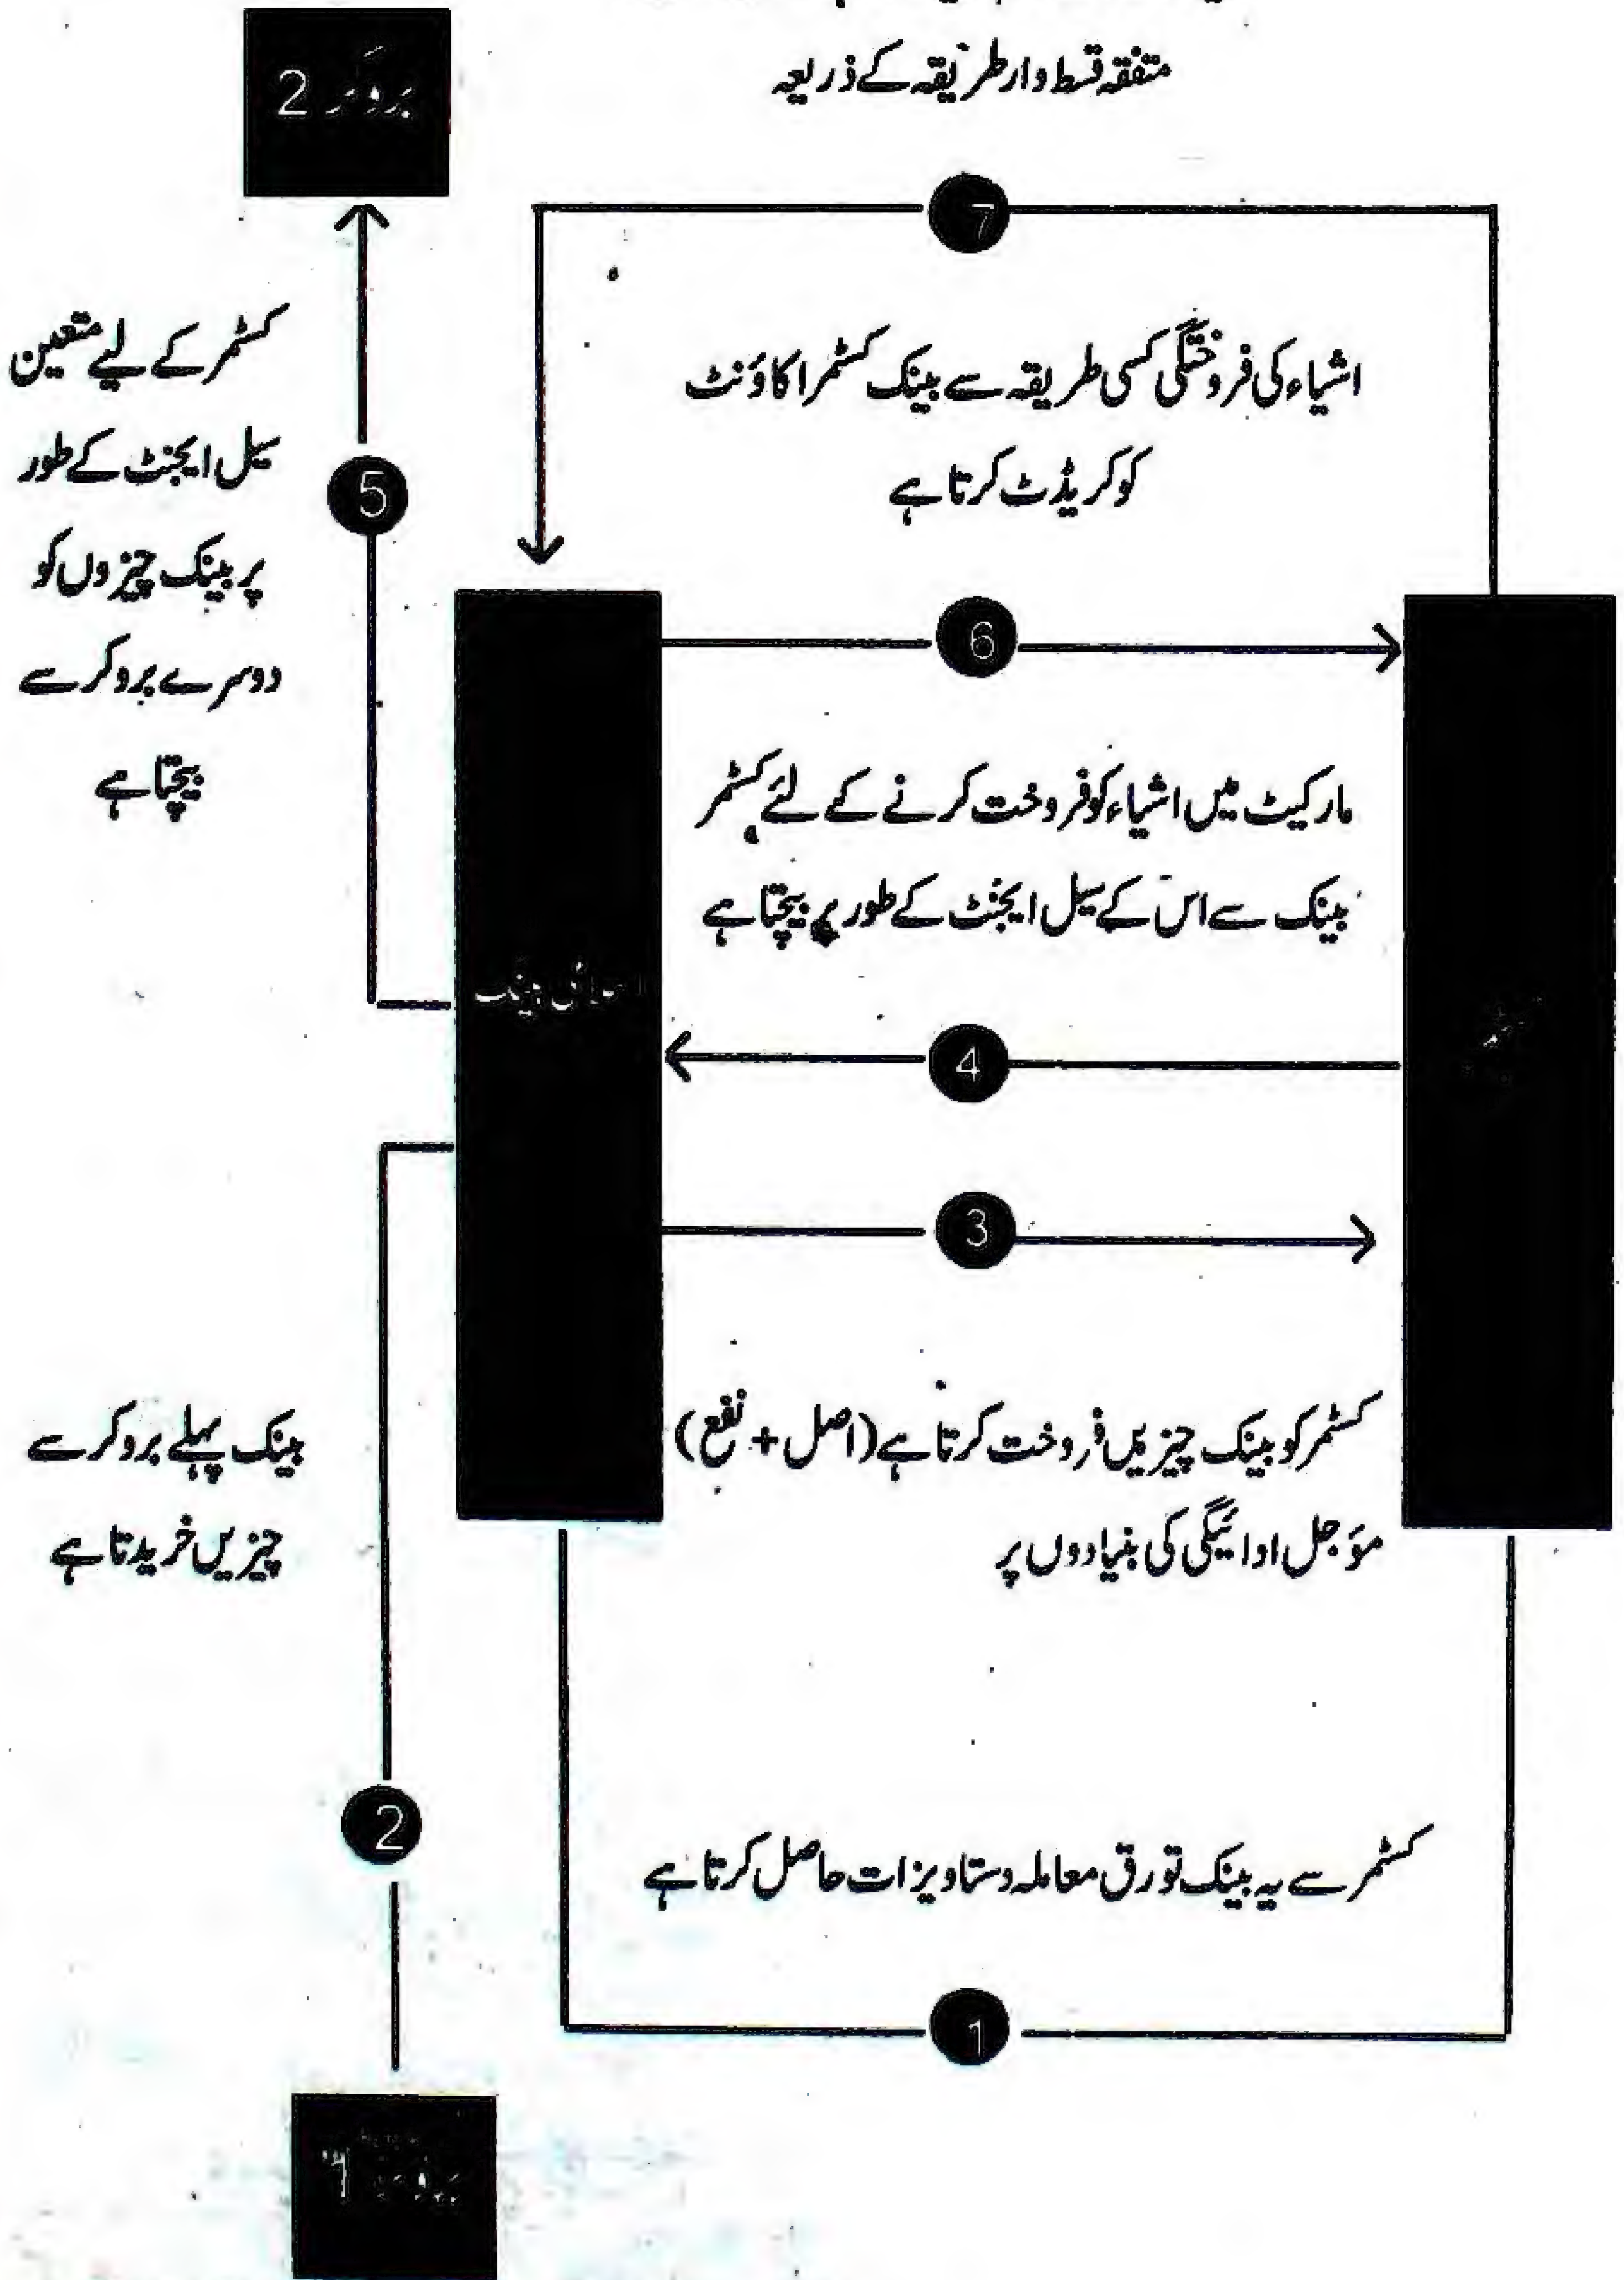 متفقہ قسط وار طریقہ کے ذریعہ
بروکر 2
7
اشیاء کی فروختگی کسی طریقہ سے بینک کسٹمر اکاؤنٹ
کو کریڈٹ کرتا ہے
کسٹمر کے لیے متعین
سیل ایجنٹ کے طور
پر بینک چیزوں کو
دوسرے بروکر سے
بیچتا ہے
5
6
مارکیٹ میں اشیاء کو فروخت کرنے کے لئے کسٹمر
بینک سے اس کے سیل ایجنٹ کے طور پر بیچتا ہے
بینک
4
3
کسٹمر کو بینک چیزیں فروخت کرتا ہے (اصل + نفع)
مؤجل ادائیگی کی بنیادوں پر
بینک پہلے بروکر سے
چیزیں خریدتا ہے
2
کسٹمر سے یہ بینک تورق معاملہ دستاویزات حاصل کرتا ہے
1
بروکر 1